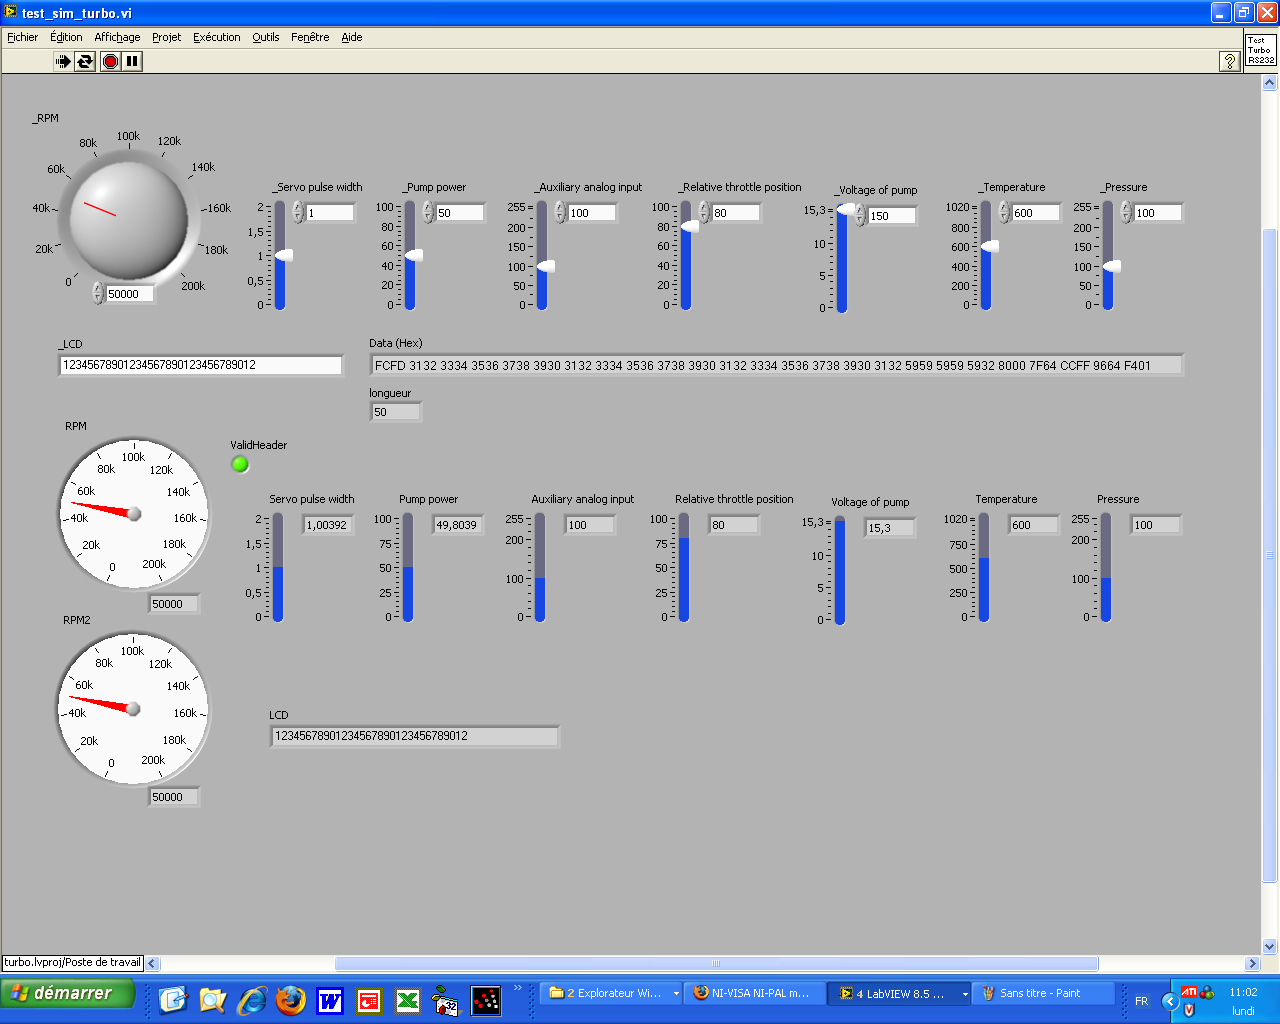 test_sim_turbo.vi
Fichier Édition Affichage Projet Exécution Outils Fenêtre Aide
Test
Turbo
RS232
?
_RPM
0 20k 40k 60k 80k 100k 120k 140k 160k 180k 200k
50000
_Servo pulse width
2 1,5 1 0,5 0
1
_Pump power
100 80 60 40 20 0
50
_Auxiliary analog input
255 200 150 100 50 0
100
_Relative throttle position
100 80 60 40 20 0
80
_Voltage of pump
15,3 10 5 0
150
_Temperature
1020 800 600 400 200 0
600
_Pressure
255 200 150 100 50 0
100
_LCD
12345678901234567890123456789012
Data (Hex)
FCFD 3132 3334 3536 3738 3930 3132 3334 3536 3738 3930 3132 3334 3536 3738 3930 3132 5959 5959 5932 8000 7F64 CCFF 9664 F401
longueur
50
RPM
0 20k 40k 60k 80k 100k 120k 140k 160k 180k 200k
50000
ValidHeader
Servo pulse width
2 1,5 1 0,5 0
1,00392
Pump power
100 75 50 25 0
49,8039
Auxiliary analog input
255 200 100 0
100
Relative throttle position
100 75 50 25 0
80
Voltage of pump
15,3 10 5 0
15,3
Temperature
1020 750 500 250 0
600
Pressure
255 200 100 0
100
RPM2
0 20k 40k 60k 80k 100k 120k 140k 160k 180k 200k
50000
LCD
12345678901234567890123456789012
turbo.lvproj/Poste de travail
démarrer
W
X
32
»
2 Explorateur Wi...
NI-VISA NI-PAL m...
4 LabVIEW 8.5 ...
Sans titre - Paint
FR
ATI
11:02
lundi